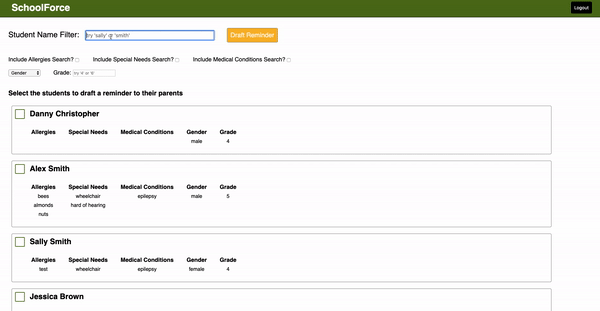 SchoolForce
Logout
Student Name Filter: try 'sally' or 'smith' Draft Reminder
Include Allergies Search? Include Special Needs Search? Include Medical Conditions Search?
Gender Grade: try '4' or '6'
Select the students to draft a reminder to their parents
Danny Christopher
Allergies Special Needs Medical Conditions Gender Grade
male 4
Alex Smith
Allergies Special Needs Medical Conditions Gender Grade
bees wheelchair epilepsy male 5
almonds hard of hearing
nuts
Sally Smith
Allergies Special Needs Medical Conditions Gender Grade
test wheelchair epilepsy female 4
Jessica Brown